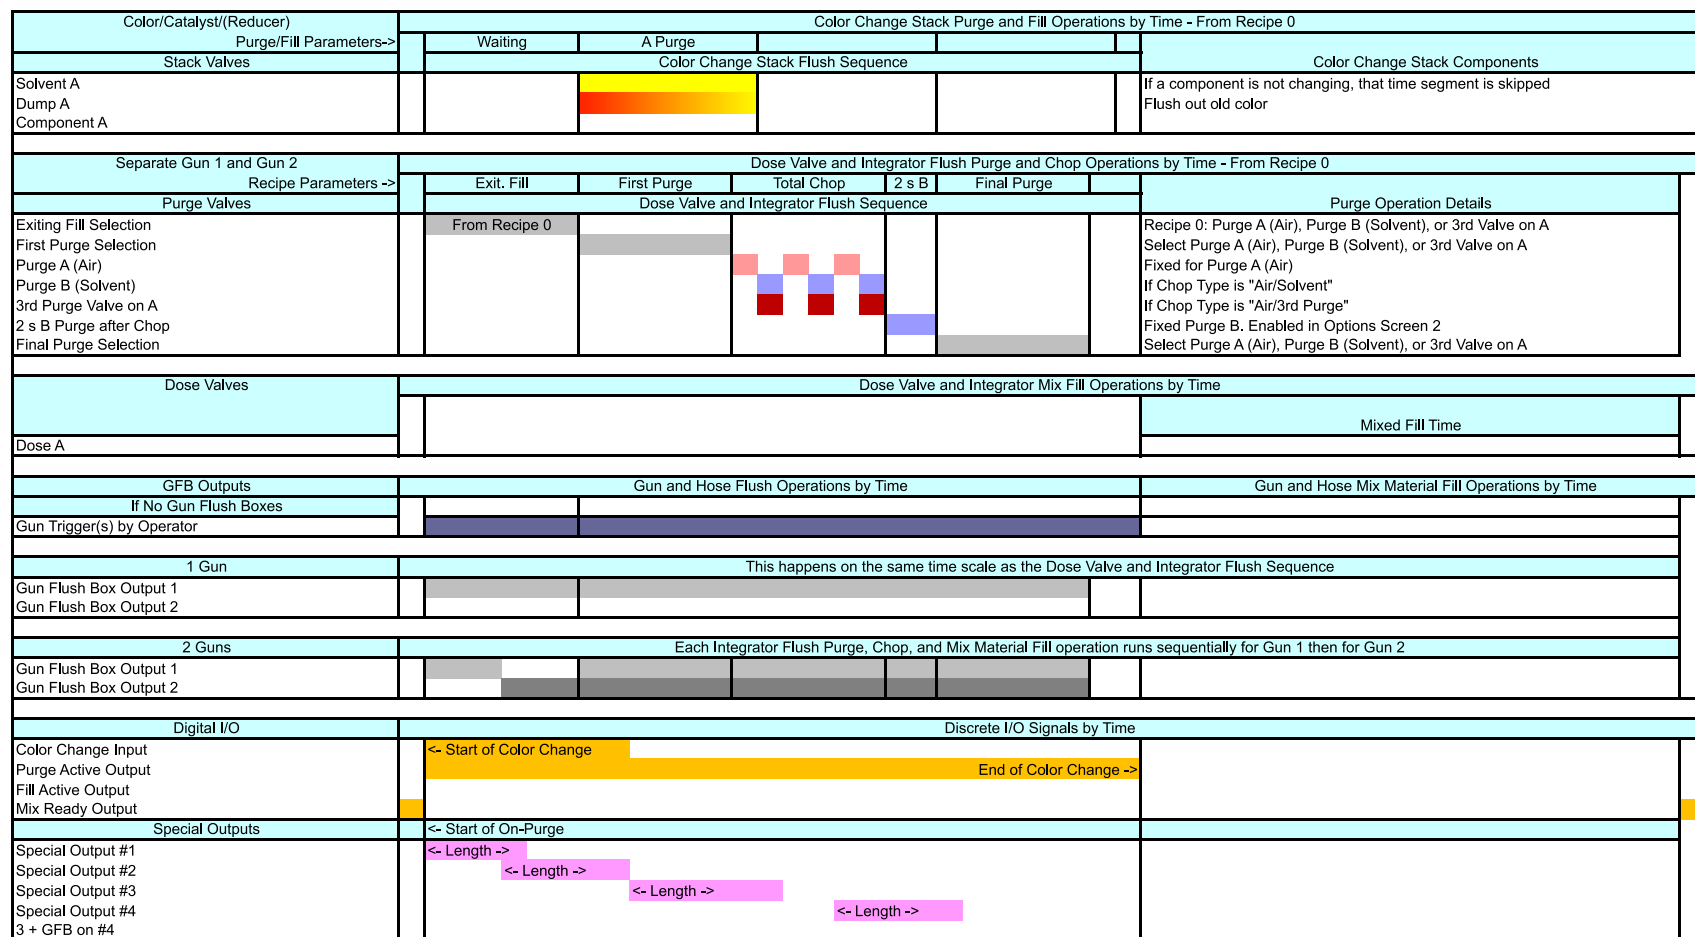 Color/Catalyst/(Reducer)
Color Change Stack Purge and Fill Operations by Time - From Recipe 0
Purge/Fill Parameters->
Waiting
A Purge
Stack Valves
Color Change Stack Flush Sequence
Color Change Stack Components
Solvent A
If a component is not changing, that time segment is skipped
Dump A
Flush out old color
Component A
Separate Gun 1 and Gun 2
Dose Valve and Integrator Flush Purge and Chop Operations by Time - From Recipe 0
Recipe Parameters ->
Exit. Fill
First Purge
Total Chop
2 s B
Final Purge
Purge Valves
Dose Valve and Integrator Flush Sequence
Purge Operation Details
Exiting Fill Selection
From Recipe 0
Recipe 0: Purge A (Air), Purge B (Solvent), or 3rd Valve on A
First Purge Selection
Select Purge A (Air), Purge B (Solvent), or 3rd Valve on A
Purge A (Air)
Fixed for Purge A (Air)
Purge B (Solvent)
If Chop Type is "Air/Solvent"
3rd Purge Valve on A
If Chop Type is "Air/3rd Purge"
2 s B Purge after Chop
Fixed Purge B. Enabled in Options Screen 2
Final Purge Selection
Select Purge A (Air), Purge B (Solvent), or 3rd Valve on A
Dose Valves
Dose Valve and Integrator Mix Fill Operations by Time
Mixed Fill Time
Dose A
GFB Outputs
Gun and Hose Flush Operations by Time
Gun and Hose Mix Material Fill Operations by Time
If No Gun Flush Boxes
Gun Trigger(s) by Operator
1 Gun
This happens on the same time scale as the Dose Valve and Integrator Flush Sequence
Gun Flush Box Output 1
Gun Flush Box Output 2
2 Guns
Each Integrator Flush Purge, Chop, and Mix Material Fill operation runs sequentially for Gun 1 then for Gun 2
Gun Flush Box Output 1
Gun Flush Box Output 2
Digital I/O
Discrete I/O Signals by Time
Color Change Input
<- Start of Color Change
Purge Active Output
End of Color Change ->
Fill Active Output
Mix Ready Output
Special Outputs
<- Start of On-Purge
Special Output #1
<- Length ->
Special Output #2
<- Length ->
Special Output #3
<- Length ->
Special Output #4
<- Length ->
3 + GFB on #4